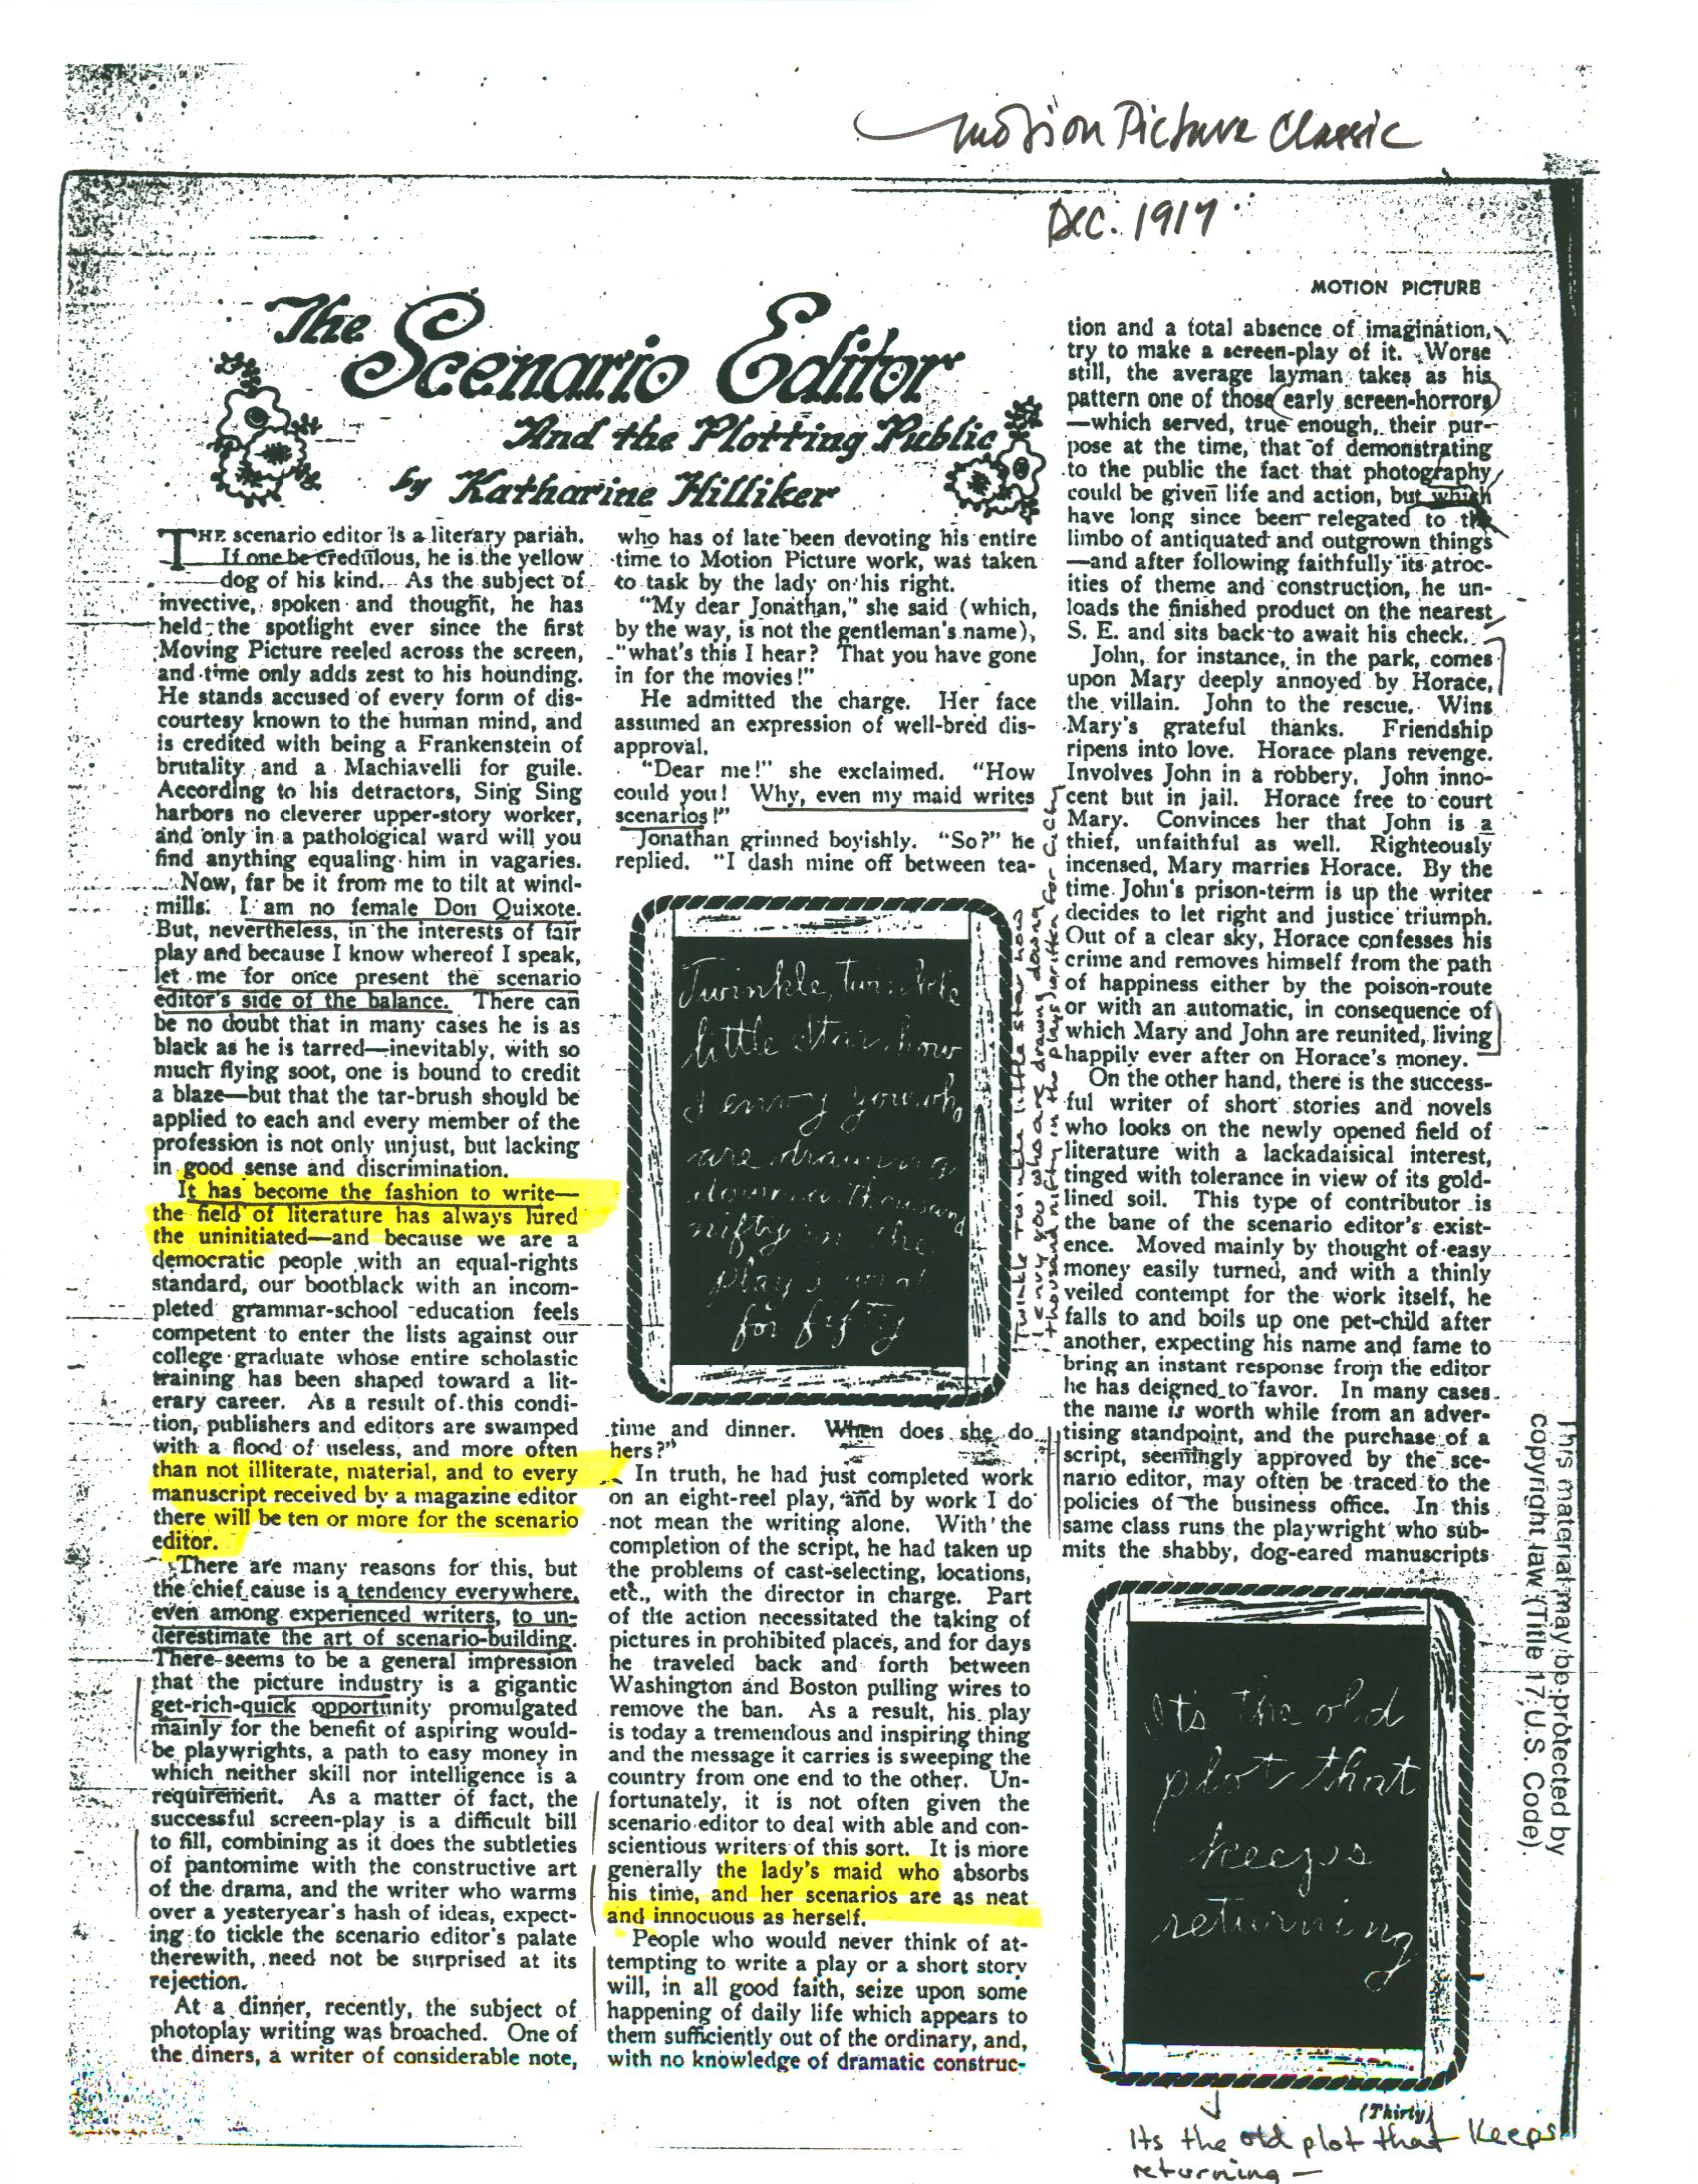 Motion Picture Classic
Dec. 1917
MOTION PICTURE
The Scenario Editor
And the Plotting Public
by Katharine Hilliker
THE scenario editor is a literary pariah.
If one be credulous, he is the yellow
dog of his kind. As the subject of
invective, spoken and thought, he has
held the spotlight ever since the first
Moving Picture reeled across the screen,
and time only adds zest to his hounding.
He stands accused of every form of dis-
courtesy known to the human mind, and
is credited with being a Frankenstein of
brutality and a Machiavelli for guile.
According to his detractors, Sing Sing
harbors no cleverer upper-story worker,
and only in a pathological ward will you
find anything equaling him in vagaries.
Now, far be it from me to tilt at wind-
mills. I am no female Don Quixote.
But, nevertheless, in the interests of fair
play and because I know whereof I speak,
let me for once present the scenario
editor's side of the balance. There can
be no doubt that in many cases he is as
black as he is tarred—inevitably, with so
much flying soot, one is bound to credit
a blaze—but that the tar-brush should be
applied to each and every member of the
profession is not only unjust, but lacking
in good sense and discrimination.
It has become the fashion to write—
the field of literature has always lured
the uninitiated—and because we are a
democratic people with an equal-rights
standard, our bootblack with an incom-
pleted grammar-school education feels
competent to enter the lists against our
college graduate whose entire scholastic
training has been shaped toward a lit-
erary career. As a result of this condi-
tion, publishers and editors are swamped
with a flood of useless, and more often
than not illiterate, material, and to every
manuscript received by a magazine editor
there will be ten or more for the scenario
editor.
There are many reasons for this, but
the chief cause is a tendency everywhere,
even among experienced writers, to un-
derestimate the art of scenario-building.
There seems to be a general impression
that the picture industry is a gigantic
get-rich-quick opportunity promulgated
mainly for the benefit of aspiring would-
be playwrights, a path to easy money in
which neither skill nor intelligence is a
requirement. As a matter of fact, the
successful screen-play is a difficult bill
to fill, combining as it does the subtleties
of pantomime with the constructive art
of the drama, and the writer who warms
over a yesteryear's hash of ideas, expect-
ing to tickle the scenario editor's palate
therewith, need not be surprised at its
rejection.
At a dinner, recently, the subject of
photoplay writing was broached. One of
the diners, a writer of considerable note,
who has of late been devoting his entire
time to Motion Picture work, was taken
to task by the lady on his right.
"My dear Jonathan," she said (which,
by the way, is not the gentleman's name),
"what's this I hear? That you have gone
in for the movies!"
He admitted the charge. Her face
assumed an expression of well-bred dis-
approval.
"Dear me!" she exclaimed. "How
could you! Why, even my maid writes
scenarios!"
Jonathan grinned boyishly. "So?" he
replied. "I dash mine off between tea-
Twinkle, twinkle
little star, how
I envy you who
are drawing
down a thousand
nifty in the
plays writ
for fifty
Twinkle twinkle little star how
I envy you who are drawing down
thousand nifty in the plays written for fifty
time and dinner. When does she do
hers?"
In truth, he had just completed work
on an eight-reel play, and by work I do
not mean the writing alone. With the
completion of the script, he had taken up
the problems of cast-selecting, locations,
etc., with the director in charge. Part
of the action necessitated the taking of
pictures in prohibited places, and for days
he traveled back and forth between
Washington and Boston pulling wires to
remove the ban. As a result, his play
is today a tremendous and inspiring thing
and the message it carries is sweeping the
country from one end to the other. Un-
fortunately, it is not often given the
scenario editor to deal with able and con-
scientious writers of this sort. It is more
generally the lady's maid who absorbs
his time, and her scenarios are as neat
and innocuous as herself.
People who would never think of at-
tempting to write a play or a short story
will, in all good faith, seize upon some
happening of daily life which appears to
them sufficiently out of the ordinary, and,
with no knowledge of dramatic construc-
tion and a total absence of imagination,
try to make a screen-play of it. Worse
still, the average layman takes as his
pattern one of those early screen-horrors
—which served, true enough, their pur-
pose at the time, that of demonstrating
to the public the fact that photography
could be given life and action, but which
have long since been relegated to the
limbo of antiquated and outgrown things
—and after following faithfully its atroc-
ities of theme and construction, he un-
loads the finished product on the nearest
S. E. and sits back to await his check.
John, for instance, in the park, comes
upon Mary deeply annoyed by Horace,
the villain. John to the rescue. Wins
Mary's grateful thanks. Friendship
ripens into love. Horace plans revenge.
Involves John in a robbery. John inno-
cent but in jail. Horace free to court
Mary. Convinces her that John is a
thief, unfaithful as well. Righteously
incensed, Mary marries Horace. By the
time John's prison-term is up the writer
decides to let right and justice triumph.
Out of a clear sky, Horace confesses his
crime and removes himself from the path
of happiness either by the poison-route
or with an automatic, in consequence of
which Mary and John are reunited, living
happily ever after on Horace's money.
On the other hand, there is the success-
ful writer of short stories and novels
who looks on the newly opened field of
literature with a lackadaisical interest,
tinged with tolerance in view of its gold-
lined soil. This type of contributor is
the bane of the scenario editor's exist-
ence. Moved mainly by thought of easy
money easily turned, and with a thinly
veiled contempt for the work itself, he
falls to and boils up one pet-child after
another, expecting his name and fame to
bring an instant response from the editor
he has deigned to favor. In many cases
the name is worth while from an adver-
tising standpoint, and the purchase of a
script, seemingly approved by the sce-
nario editor, may often be traced to the
policies of the business office. In this
same class runs the playwright who sub-
mits the shabby, dog-eared manuscripts
It's the old
plot that
keeps
returning
(Thirty)
Its the old plot that keeps
returning—
This material may be protected by
copyright law (Title 17, U.S. Code).